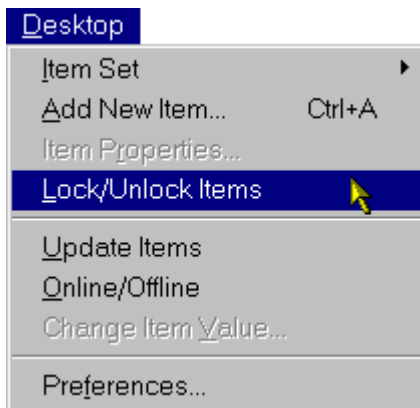 Desktop
Item Set
Add New Item... Ctrl+A
Item Properties...
Lock/Unlock Items
Update Items
Online/Offline
Change Item Value...
Preferences...